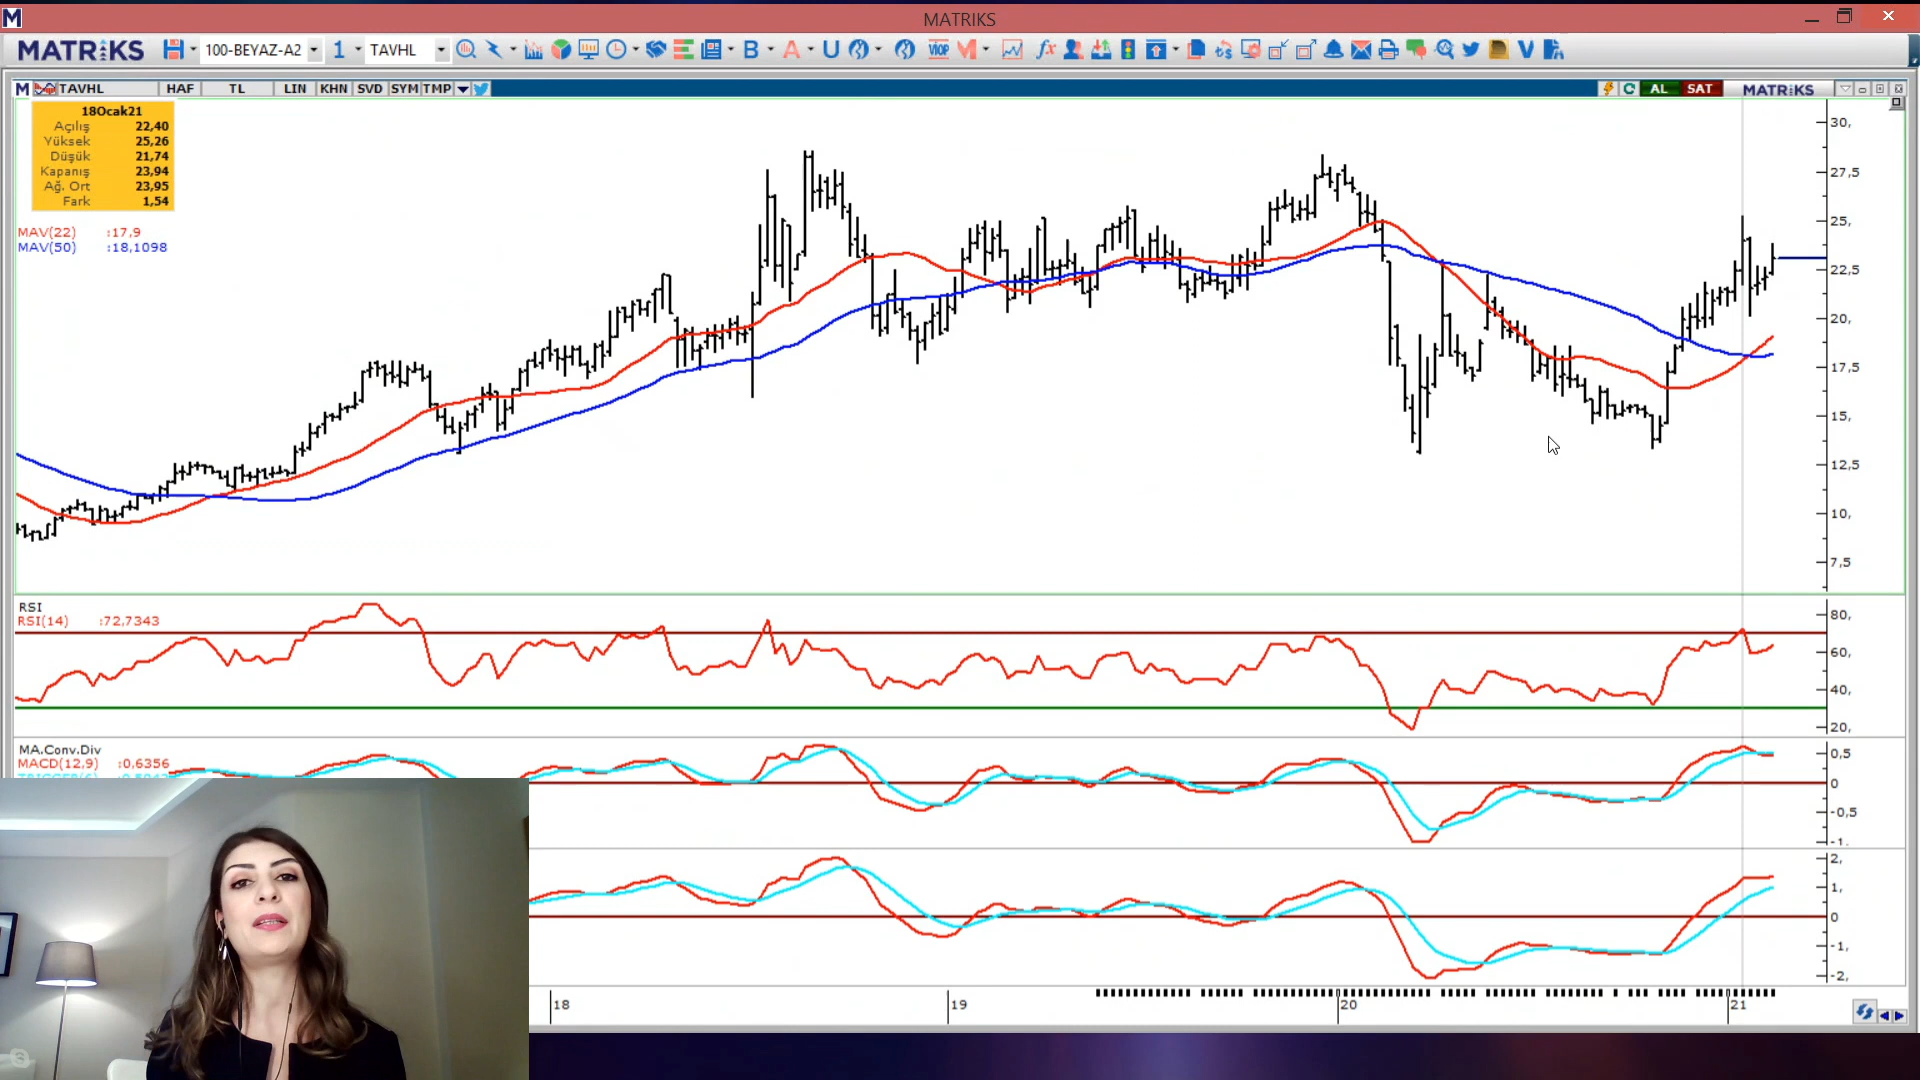 MATRIKS
MATRIKS 100-BEYAZ-A2 1 TAVHL B A U VIOP M fx V
M TAVHL HAF TL LIN KHN SVD SYM TMP AL SAT MATRIKS
18Ocak21
Açılış 22,40
Yüksek 25,26
Düşük 21,74
Kapanış 23,94
Ağ. Ort 23,95
Fark 1,54
MAV(22) :17,9
MAV(50) :18,1098
30,
27,5
25,
22,5
20,
17,5
15,
12,5
10,
7,5
RSI
RSI(14) :72,7343
80,
60,
40,
20,
MA.Conv.Div
MACD(12,9) :0,6356
0,5
0
-0,5
-1.
2,
1,
0
-1,
-2,
18 19 20 21